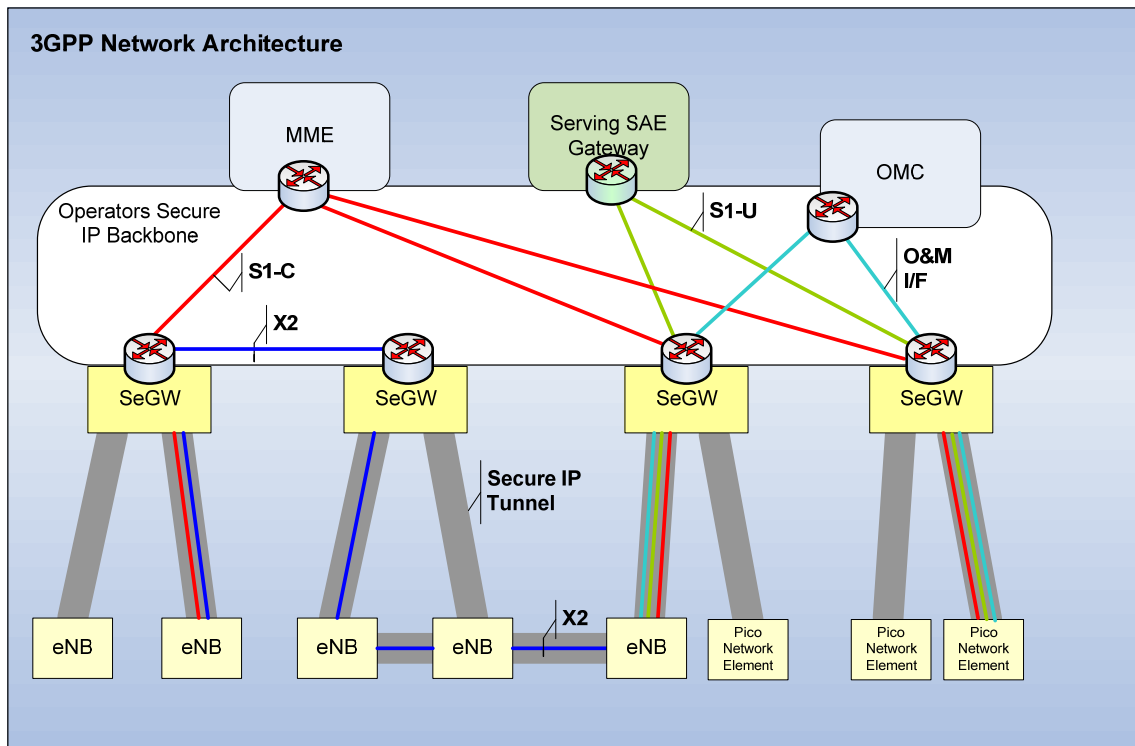 3GPP Network Architecture
MME
Serving SAE
Gateway
OMC
Operators Secure
IP Backbone
S1-U
S1-C
O&M
I/F
X2
SeGW
SeGW
SeGW
SeGW
Secure IP
Tunnel
X2
eNB
eNB
eNB
eNB
eNB
Pico
Network
Element
Pico
Network
Element
Pico
Network
Element